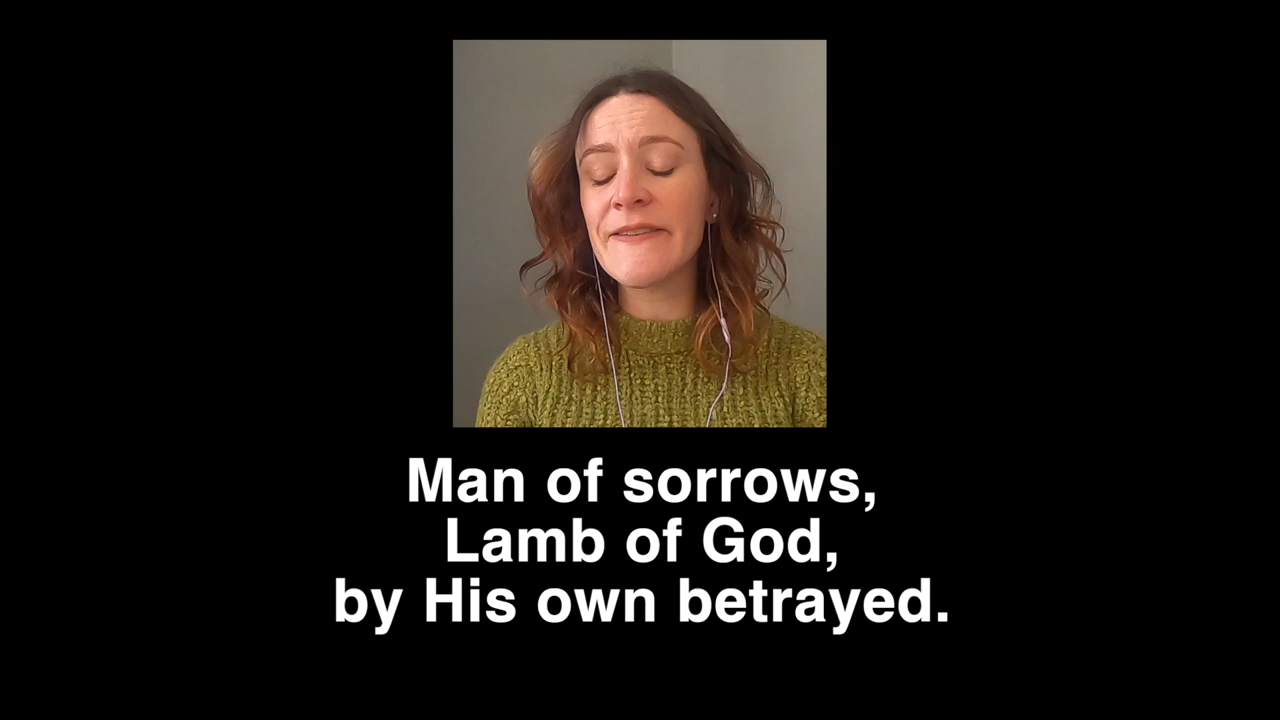 Man of sorrows,
Lamb of God,
by His own betrayed.